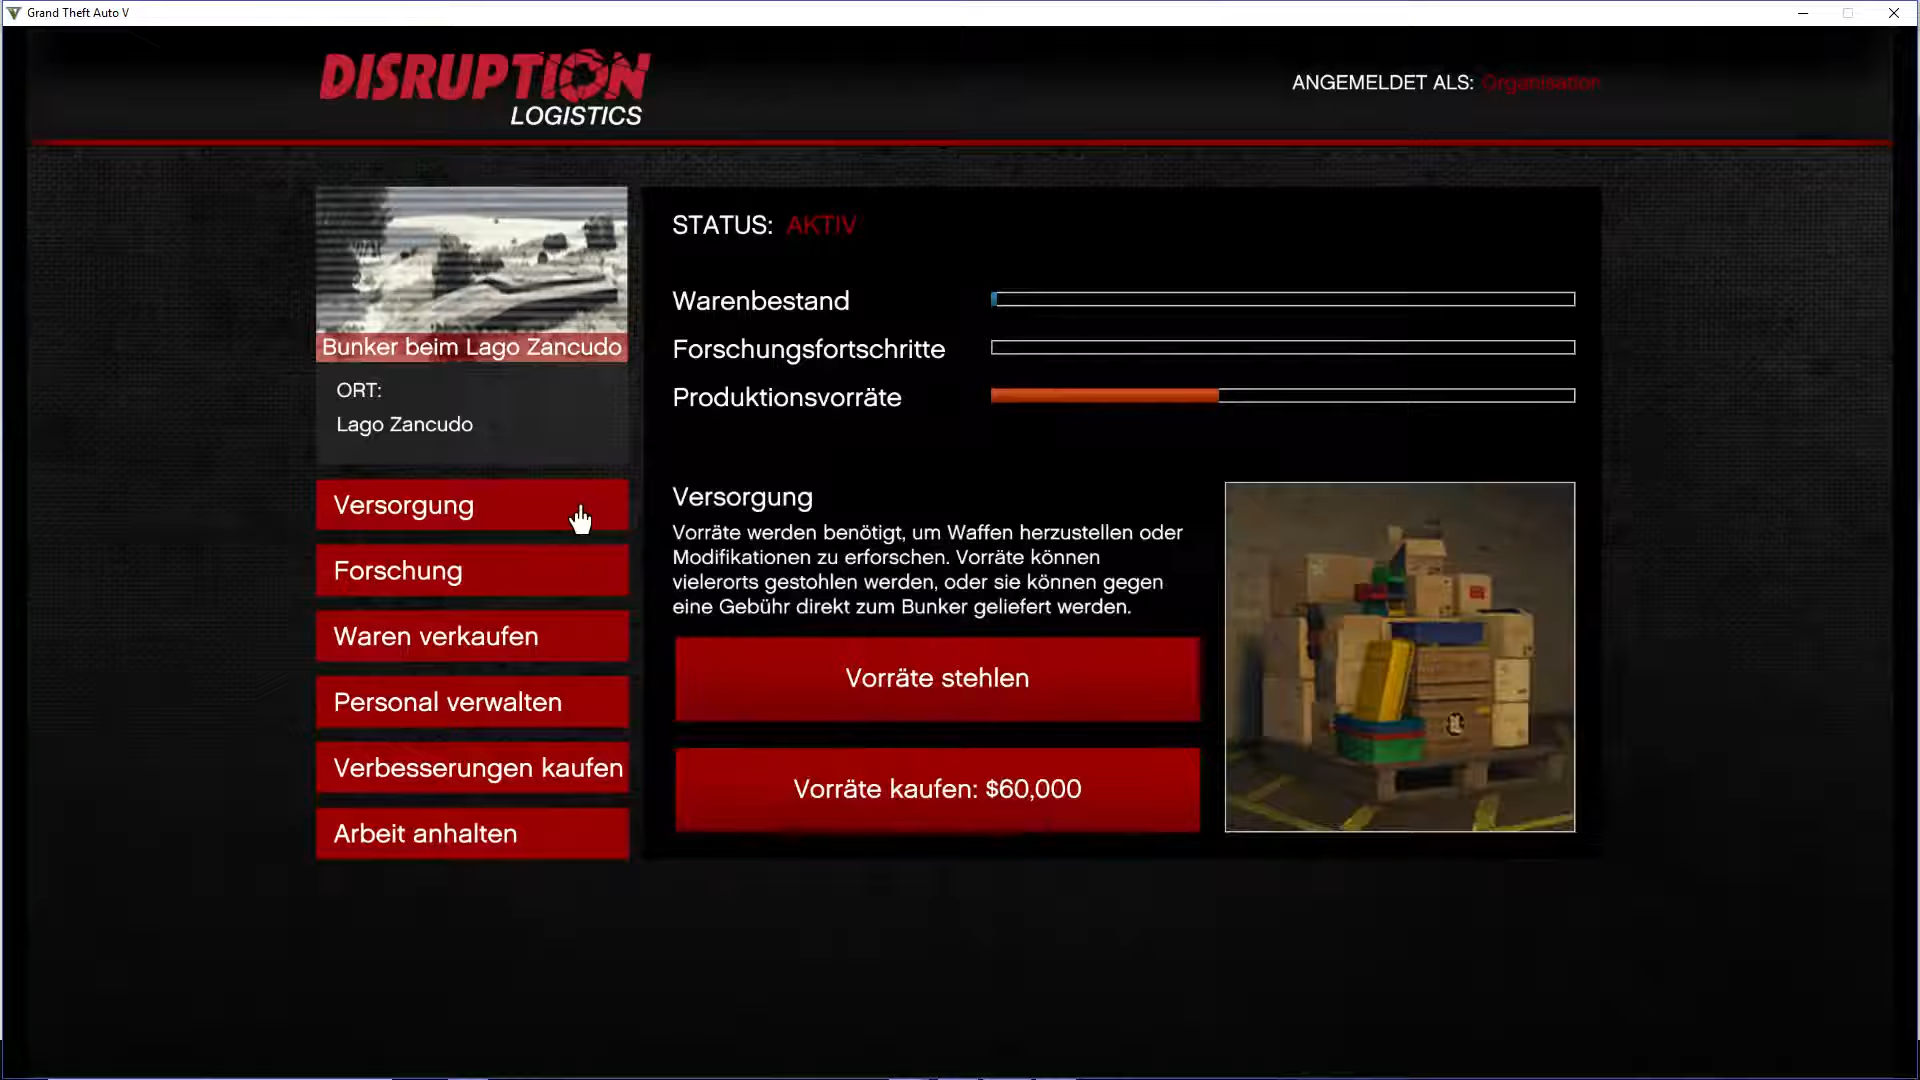 Grand Theft Auto V
DISRUPTION
LOGISTICS
ANGEMELDET ALS: Organisation
Bunker beim Lago Zancudo
ORT:
Lago Zancudo
Versorgung
Forschung
Waren verkaufen
Personal verwalten
Verbesserungen kaufen
Arbeit anhalten
STATUS: AKTIV
Warenbestand
Forschungsfortschritte
Produktionsvorräte
Versorgung
Vorräte werden benötigt, um Waffen herzustellen oder
Modifikationen zu erforschen. Vorräte können
vielerorts gestohlen werden, oder sie können gegen
eine Gebühr direkt zum Bunker geliefert werden.
Vorräte stehlen
Vorräte kaufen: $60,000